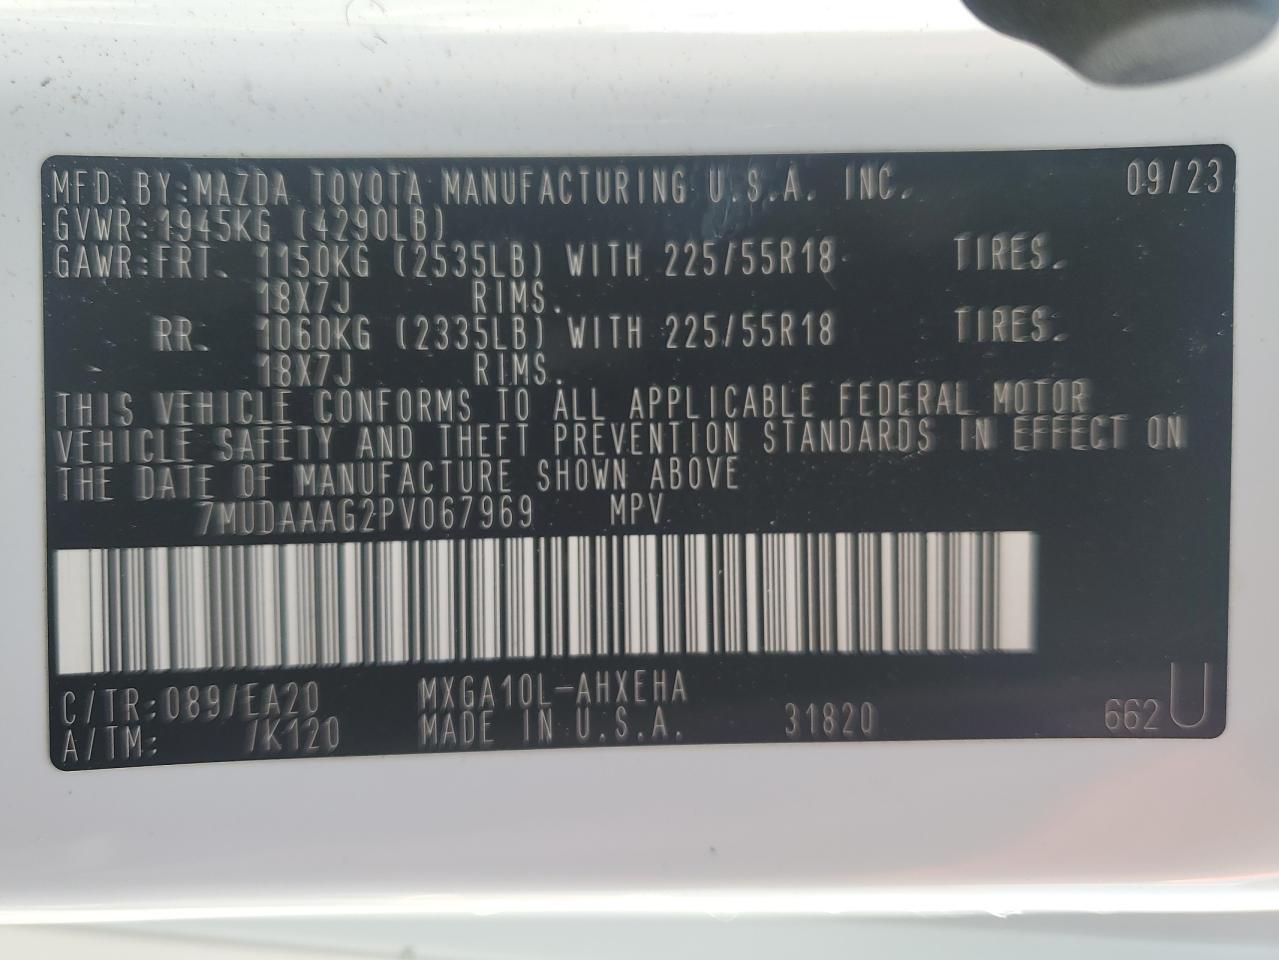 MFD.BY:MAZDA TOYOTA MANUFACTURING U.S.A. INC. 09/23
GVWR:1945KG (4290LB)
GAWR:FRT. 1150KG (2535LB) WITH 225/55R18 TIRES.
18X7J RIMS.
RR. 1060KG (2335LB) WITH 225/55R18 TIRES.
18X7J RIMS.
THIS VEHICLE CONFORMS TO ALL APPLICABLE FEDERAL MOTOR
VEHICLE SAFETY AND THEFT PREVENTION STANDARDS IN EFFECT ON
THE DATE OF MANUFACTURE SHOWN ABOVE
7MUDAAAG2PV067969 MPV
C/TR:089/EA20 MXGA10L-AHXEHA
A/TM: /K120 MADE IN U.S.A. 31820 662 U